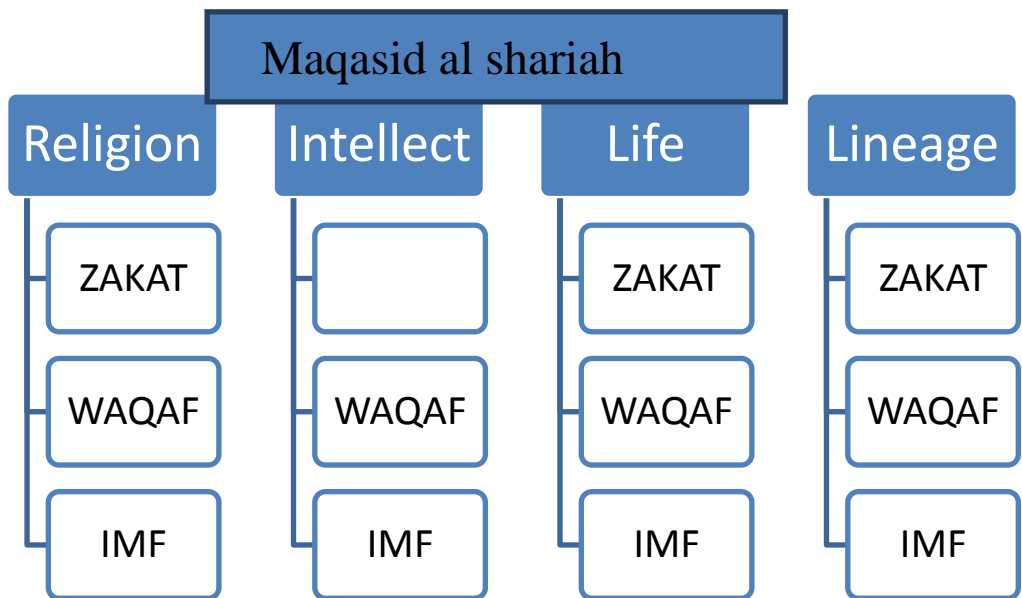 Maqasid al shariah
Religion
Intellect
Life
Lineage
ZAKAT
ZAKAT
ZAKAT
WAQAF
WAQAF
WAQAF
WAQAF
IMF
IMF
IMF
IMF